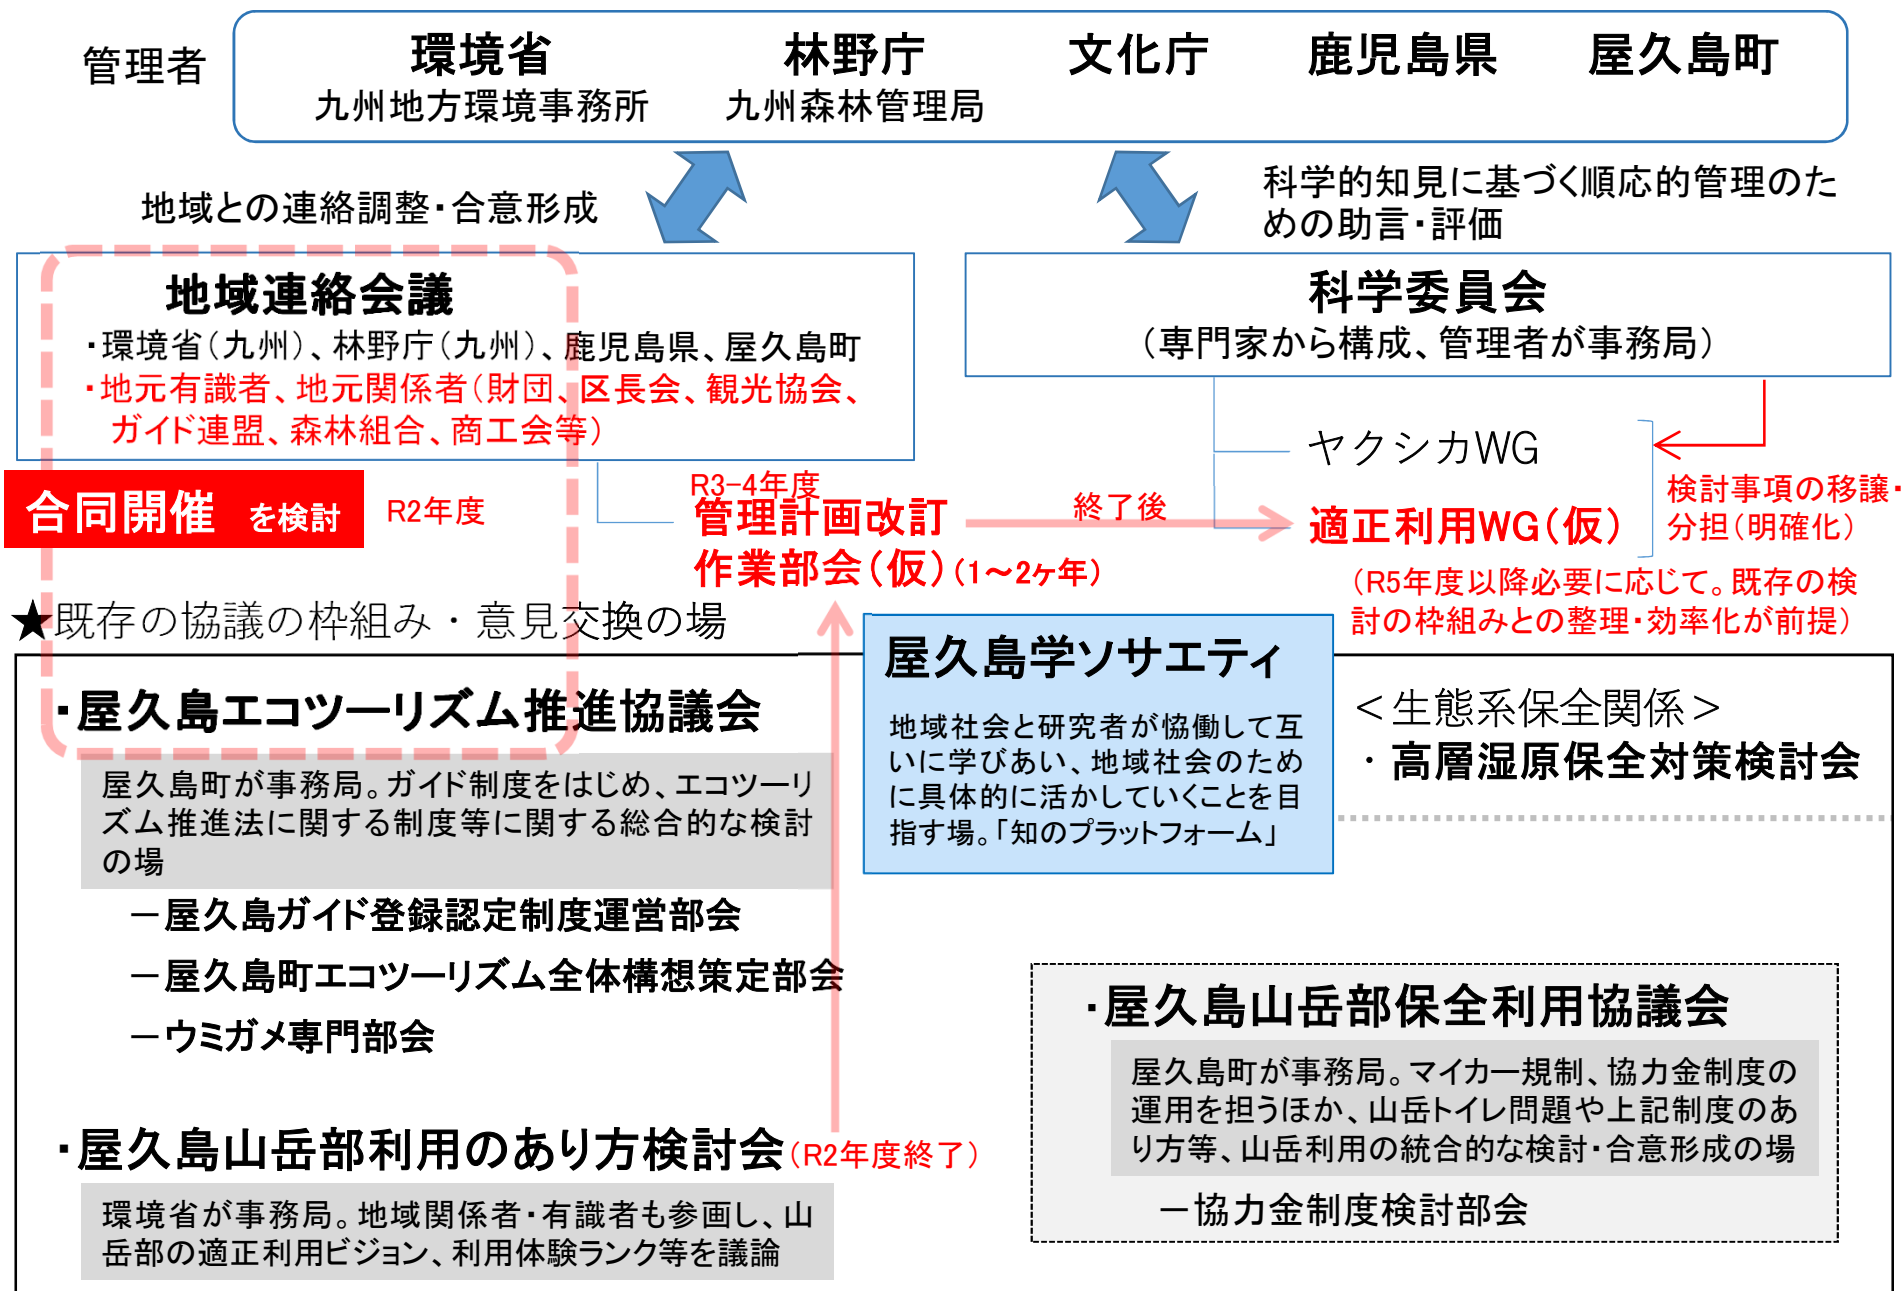 管理者
環境省
九州地方環境事務所
林野庁
九州森林管理局
文化庁
鹿児島県
屋久島町
地域との連絡調整・合意形成
科学的知見に基づく順応的管理のた
めの助言・評価
地域連絡会議
・環境省(九州)、林野庁(九州)、鹿児島県、屋久島町
・地元有識者、地元関係者(財団、区長会、観光協会、
ガイド連盟、森林組合、商工会等)
科学委員会
(専門家から構成、管理者が事務局)
合同開催 を検討
R2年度
R3-4年度
管理計画改訂
作業部会(仮)(1～2ヶ年)
終了後
ヤクシカWG
適正利用WG(仮)
検討事項の移譲・
分担(明確化)
(R5年度以降必要に応じて。既存の検
討の枠組みとの整理・効率化が前提)
★既存の協議の枠組み・意見交換の場
・屋久島エコツーリズム推進協議会
屋久島町が事務局。ガイド制度をはじめ、エコツーリ
ズム推進法に関する制度等に関する総合的な検討
の場
－屋久島ガイド登録認定制度運営部会
－屋久島町エコツーリズム全体構想策定部会
－ウミガメ専門部会
・屋久島山岳部利用のあり方検討会(R2年度終了)
環境省が事務局。地域関係者・有識者も参画し、山
岳部の適正利用ビジョン、利用体験ランク等を議論
屋久島学ソサエティ
地域社会と研究者が協働して互
いに学びあい、地域社会のため
に具体的に活かしていくことを目
指す場。「知のプラットフォーム」
＜生態系保全関係＞
・高層湿原保全対策検討会
・屋久島山岳部保全利用協議会
屋久島町が事務局。マイカー規制、協力金制度の
運用を担うほか、山岳トイレ問題や上記制度のあ
り方等、山岳利用の統合的な検討・合意形成の場
－協力金制度検討部会